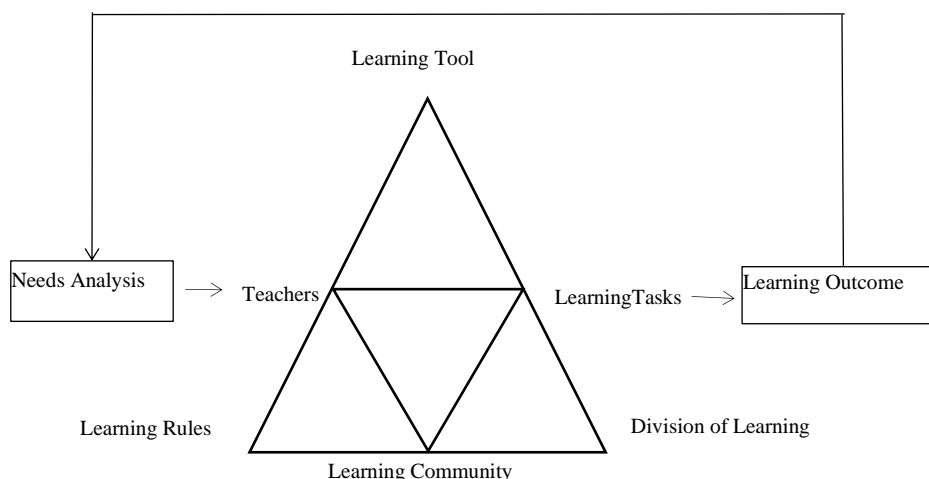 Learning Tool
Needs Analysis
Teachers
LearningTasks
Learning Outcome
Learning Rules
Division of Learning
Learning Community